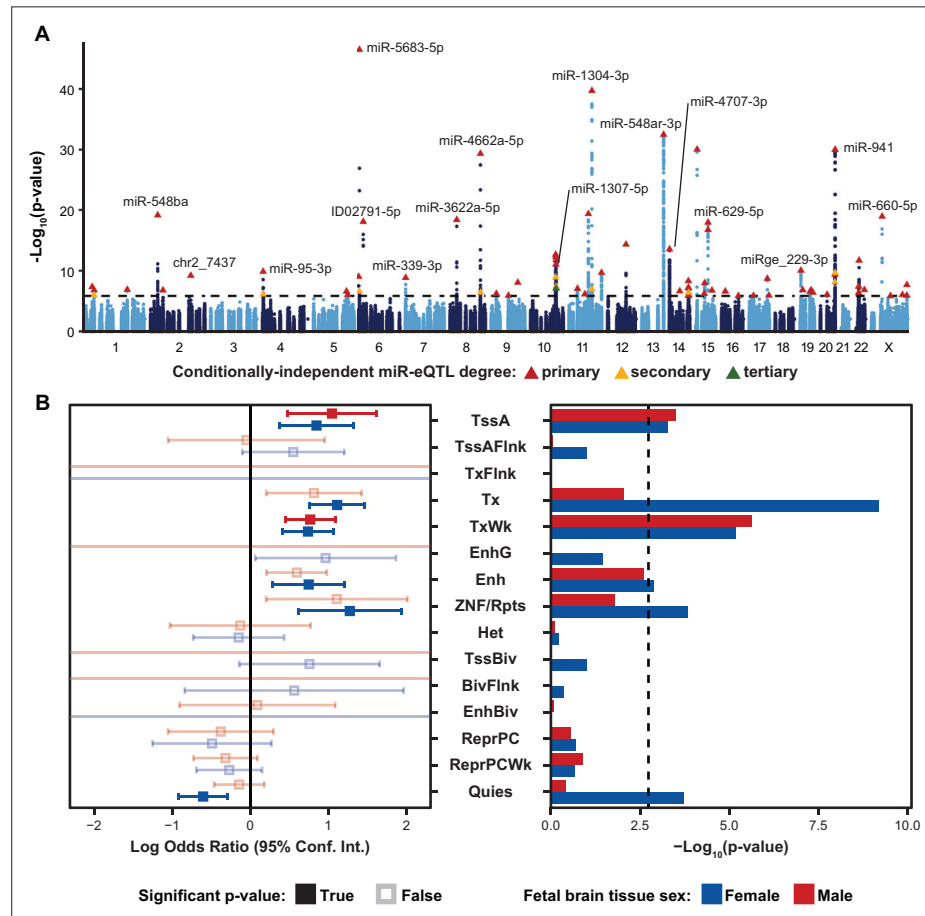 A
miR-5683-5p
miR-1304-3p
miR-4707-3p
miR-548ar-3p
miR-4662a-5p
miR-941
miR-1307-5p
miR-548ba
miR-3622a-5p
ID02791-5p
miR-629-5p
miR-660-5p
chr2_7437
miR-95-3p
miR-339-3p
miRge_229-3p
-Log10(p-value)
40
30
20
10
0
1 2 3 4 5 6 7 8 9 10 11 12 13 14 15 16 17 18 19 20 21 22 X
Conditionally-independent miR-eQTL degree: primary secondary tertiary
B
TssA
TssAFlnk
TxFlnk
Tx
TxWk
EnhG
Enh
ZNF/Rpts
Het
TssBiv
BivFlnk
EnhBiv
ReprPC
ReprPCWk
Quies
−2 −1 0 1 2
0.0 2.5 5.0 7.5 10.0
Log Odds Ratio (95% Conf. Int.)
−Log10(p-value)
Significant p-value: True False
Fetal brain tissue sex: Female Male